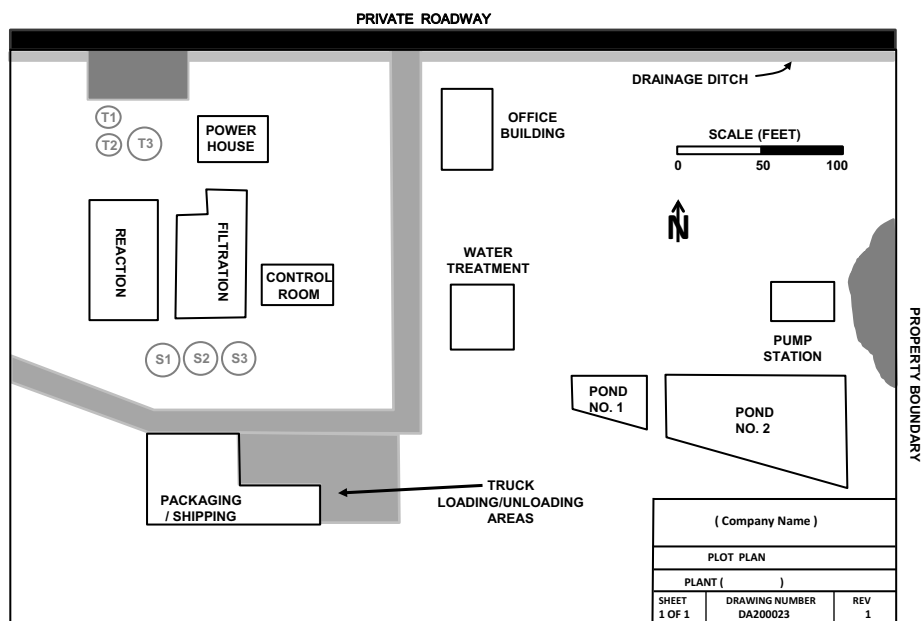 PRIVATE ROADWAY
DRAINAGE DITCH
T1
T2
T3
POWER
HOUSE
OFFICE
BUILDING
SCALE (FEET)
0 50 100
N
REACTION
FILTRATION
CONTROL
ROOM
WATER
TREATMENT
PUMP
STATION
PROPERTY BOUNDARY
S1 S2 S3
POND
NO. 1
POND
NO. 2
PACKAGING
/ SHIPPING
TRUCK
LOADING/UNLOADING
AREAS
( Company Name )
PLOT PLAN
PLANT ( )
SHEET
1 OF 1
DRAWING NUMBER
DA200023
REV
1